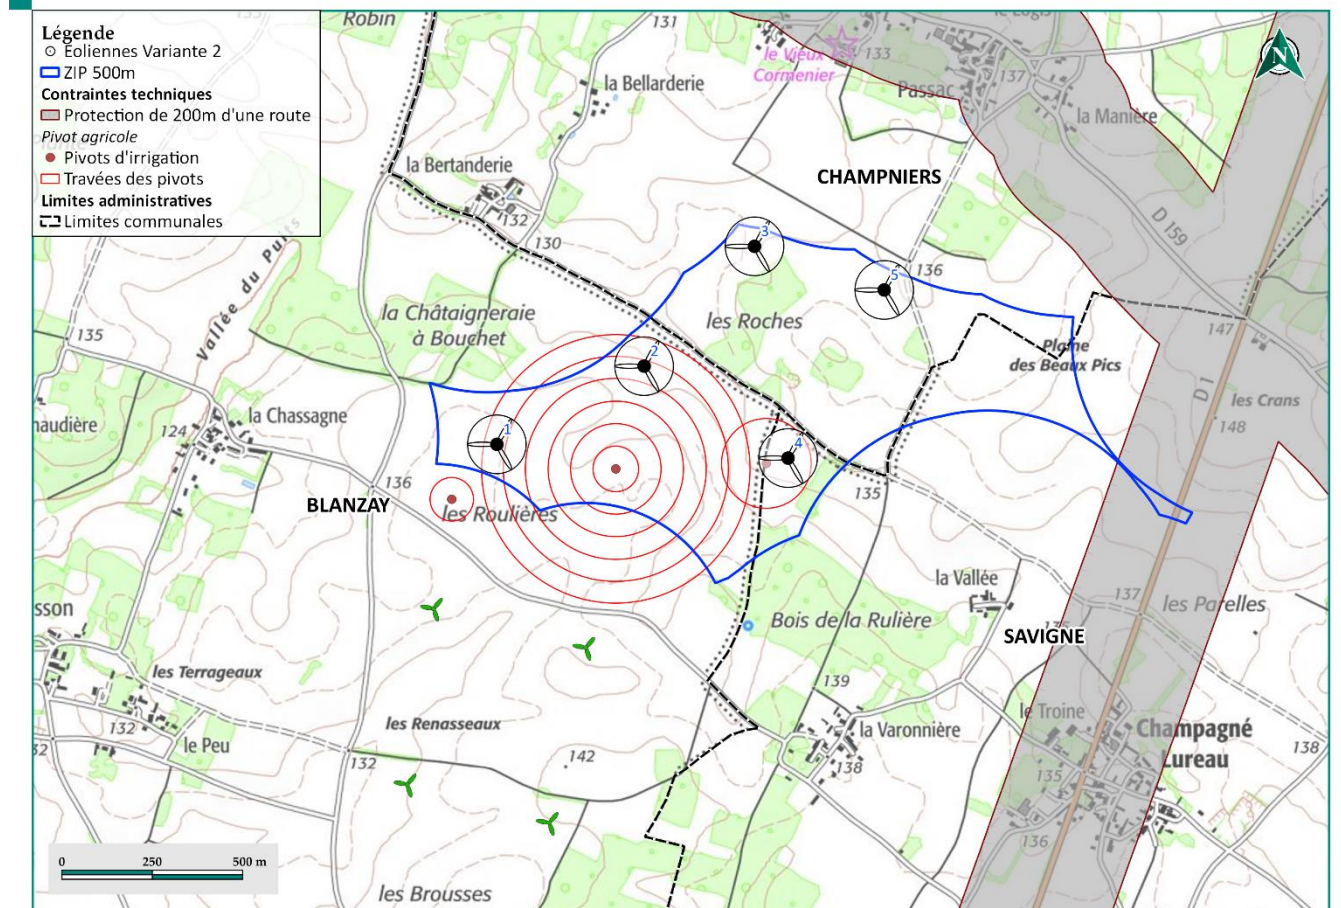 Légende
Eoliennes Variante 2
ZIP 500m
Contraintes techniques
Protection de 200m d'une route
Pivot agricole
Pivots d'irrigation
Travées des pivots
Limites administratives
Limites communales
Robin
131
la Bellarderie
le Vieux
Cormenier
133
Passac
137
la Manière
N
la Bertanderie
132
130
CHAMPNIERS
D 159
Vallée du Puits
135
la Châtaigneraie
à Bouchet
les Roches
3
5
136
147
Plaine
des Beaux Pics
2
D 1
les Crans
148
la Chassagne
124
1
4
136
BLANZAY
les Roulières
135
la Vallée
137
les Parelles
Bois de la Rulière
SAVIGNE
135
sson
les Terrageaux
132
le Peu
32
les Renasseaux
132
142
139
la Varonnière
138
le Troine
Champagné
Lureau
138
135
136
0 250 500 m
les Brousses